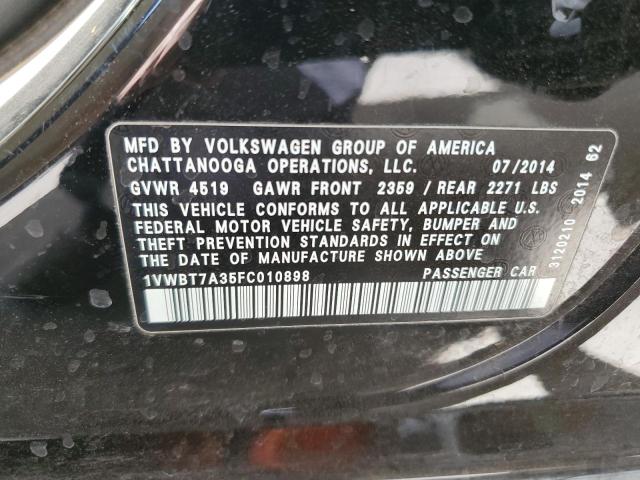 MFD BY VOLKSWAGEN GROUP OF AMERICA
CHATTANOOGA OPERATIONS, LLC. 07/2014
GVWR 4519 GAWR FRONT 2359 / REAR 2271 LBS
THIS VEHICLE CONFORMS TO ALL APPLICABLE U.S.
FEDERAL MOTOR VEHICLE SAFETY, BUMPER AND
THEFT PREVENTION STANDARDS IN EFFECT ON
THE DATE OF MANUFACTURE SHOWN ABOVE
1VWBT7A35FC010898 PASSENGER CAR
3120210 2014 62